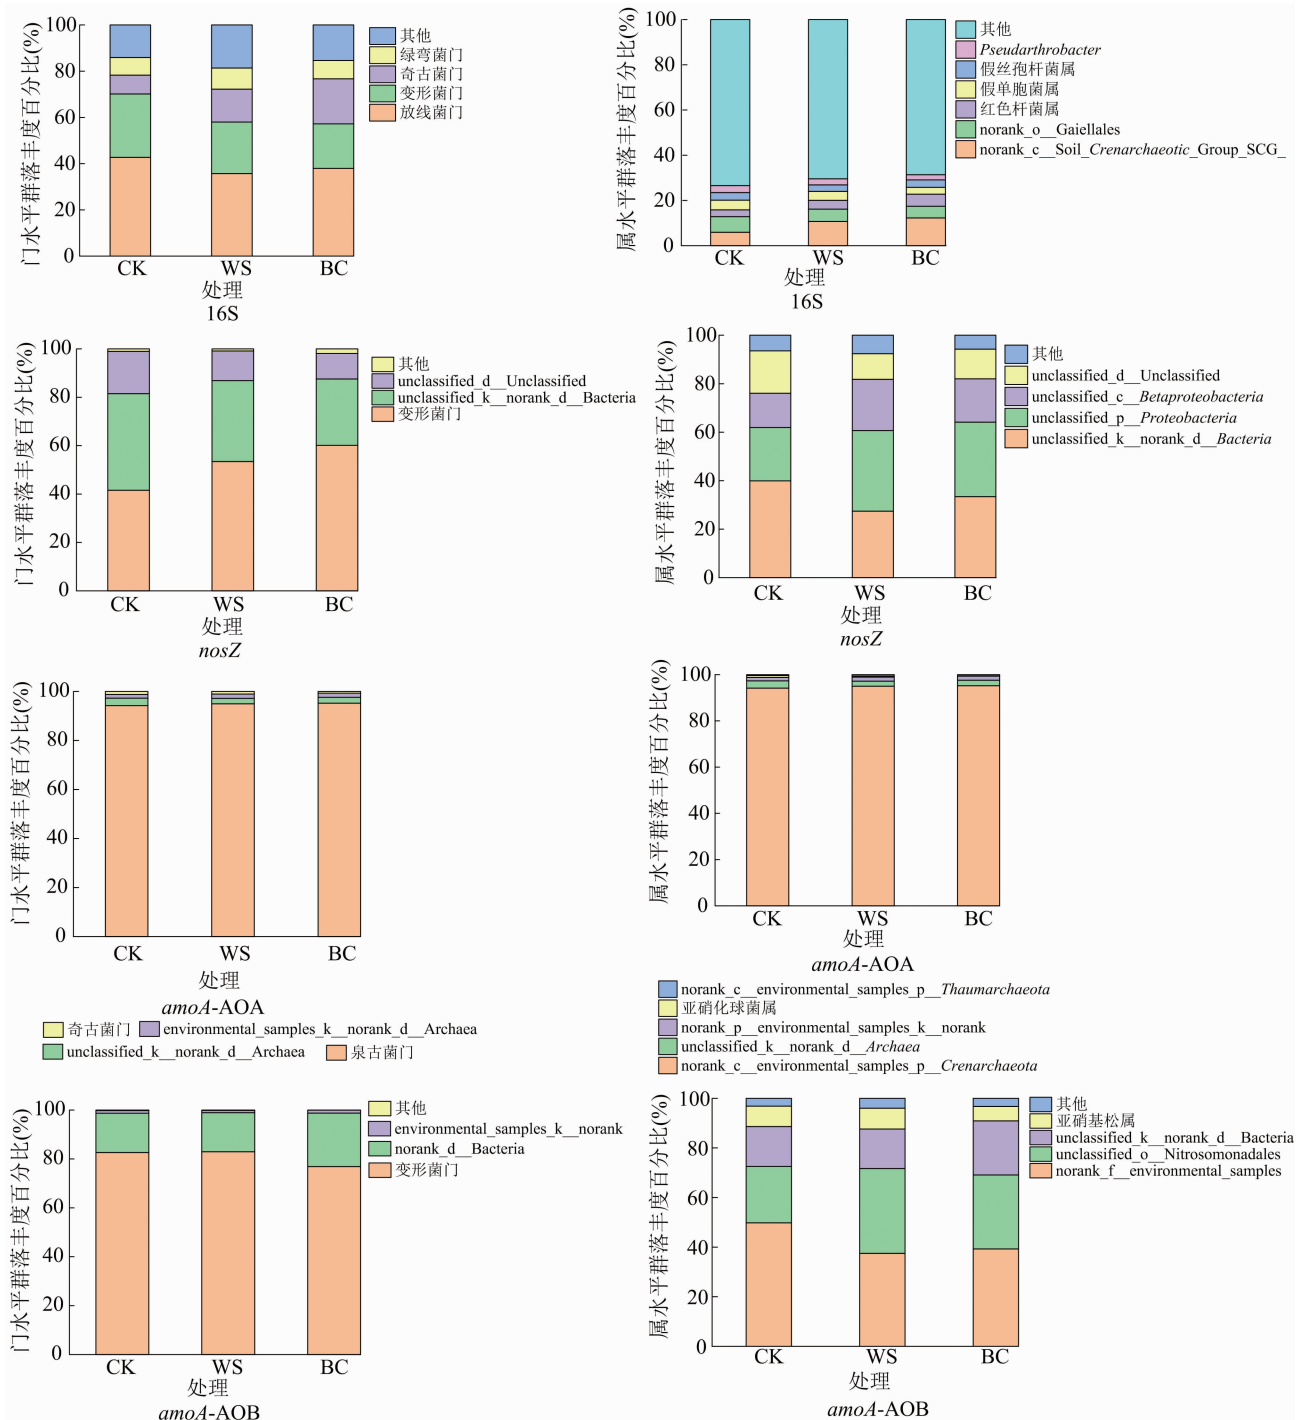 门水平群落丰度百分比(%)
100
80
60
40
20
0
CK
WS
BC
处理
16S
其他
绿弯菌门
奇古菌门
变形菌门
放线菌门
属水平群落丰度百分比(%)
100
80
60
40
20
0
CK
WS
BC
处理
16S
其他
Pseudarthrobacter
假丝孢杆菌属
假单胞菌属
红色杆菌属
norank_o__Gaiellales
norank_c__Soil_Crenarchaeotic_Group_SCG_
门水平群落丰度百分比(%)
100
80
60
40
20
0
CK
WS
BC
处理
nosZ
其他
unclassified_d__Unclassified
unclassified_k__norank_d__Bacteria
变形菌门
属水平群落丰度百分比(%)
100
80
60
40
20
0
CK
WS
BC
处理
nosZ
其他
unclassified_d__Unclassified
unclassified_c__Betaproteobacteria
unclassified_p__Proteobacteria
unclassified_k__norank_d__Bacteria
门水平群落丰度百分比(%)
100
80
60
40
20
0
CK
WS
BC
处理
amoA-AOA
奇古菌门 environmental_samples_k__norank_d__Archaea
unclassified_k__norank_d__Archaea 泉古菌门
属水平群落丰度百分比(%)
100
80
60
40
20
0
CK
WS
BC
处理
amoA-AOA
norank_c__environmental_samples_p__Thaumarchaeota
亚硝化球菌属
norank_p__environmental_samples_k__norank
unclassified_k__norank_d__Archaea
norank_c__environmental_samples_p__Crenarchaeota
门水平群落丰度百分比(%)
100
80
60
40
20
0
CK
WS
BC
处理
amoA-AOB
其他
environmental_samples_k__norank
norank_d__Bacteria
变形菌门
属水平群落丰度百分比(%)
100
80
60
40
20
0
CK
WS
BC
处理
amoA-AOB
其他
亚硝基松属
unclassified_k__norank_d__Bacteria
unclassified_o__Nitrosomonadales
norank_f__environmental_samples